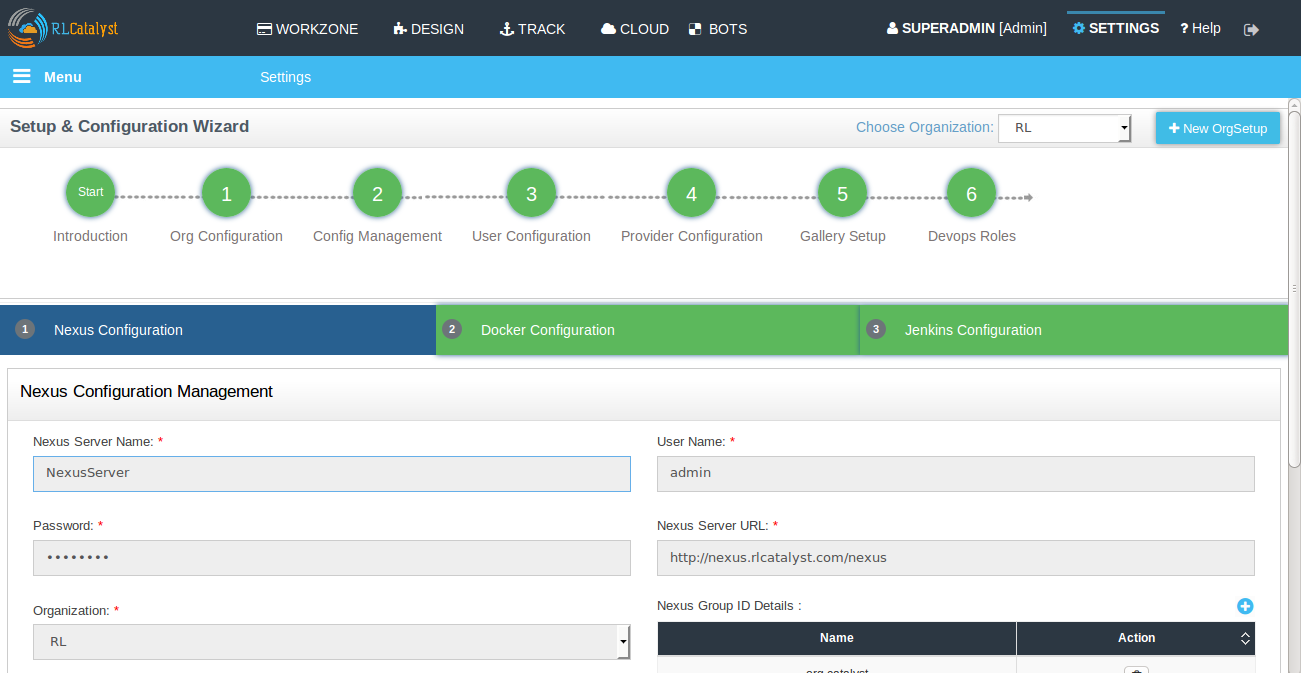 RLCatalyst WORKZONE DESIGN TRACK CLOUD BOTS SUPERADMIN [Admin] SETTINGS ? Help
Menu Settings
Setup & Configuration Wizard Choose Organization: RL New OrgSetup
Start 1 2 3 4 5 6
Introduction Org Configuration Config Management User Configuration Provider Configuration Gallery Setup Devops Roles
1 Nexus Configuration 2 Docker Configuration 3 Jenkins Configuration
Nexus Configuration Management
Nexus Server Name: * User Name: *
NexusServer admin
Password: * Nexus Server URL: *
•••••••• http://nexus.rlcatalyst.com/nexus
Organization: * Nexus Group ID Details :
RL Name Action
org.catalyst